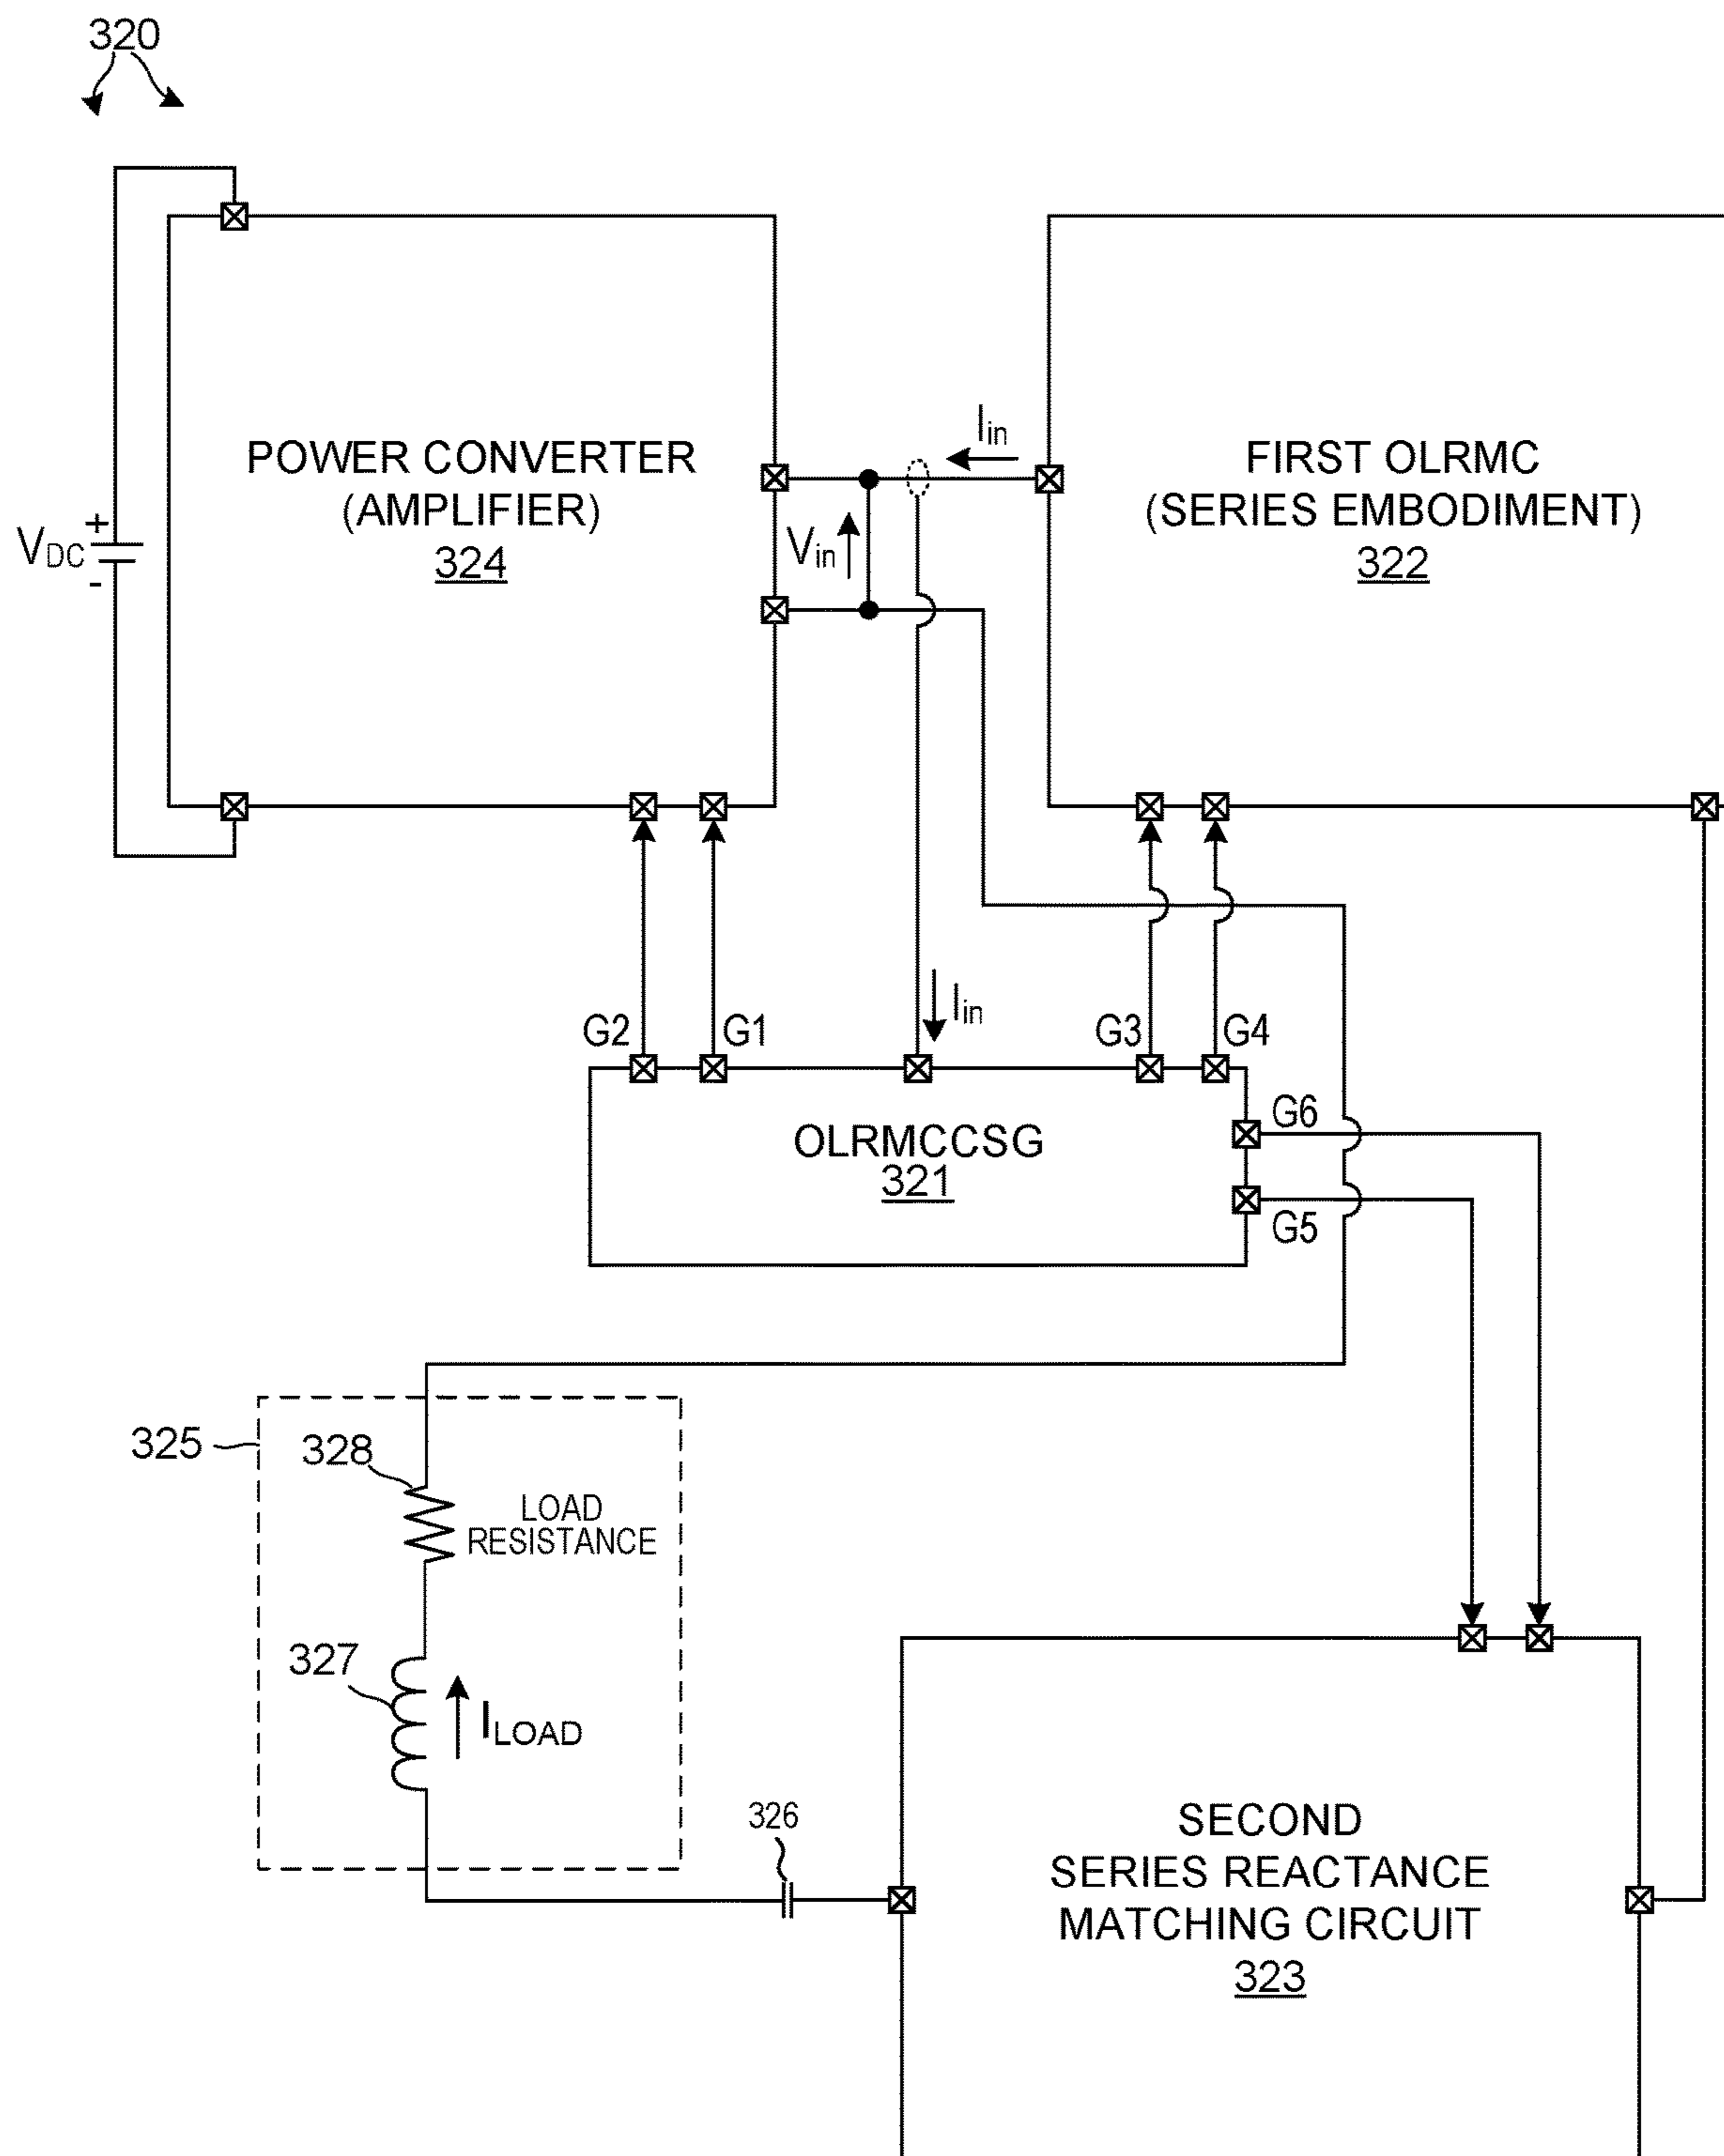 320
POWER CONVERTER
(AMPLIFIER)
324
FIRST OLRMC
(SERIES EMBODIMENT)
322
Iin
Vin
VDC
+
-
Iin
G2
G1
G3
G4
G6
G5
OLRMCCSG
321
325
328
LOAD
RESISTANCE
327
ILOAD
326
SECOND
SERIES REACTANCE
MATCHING CIRCUIT
323